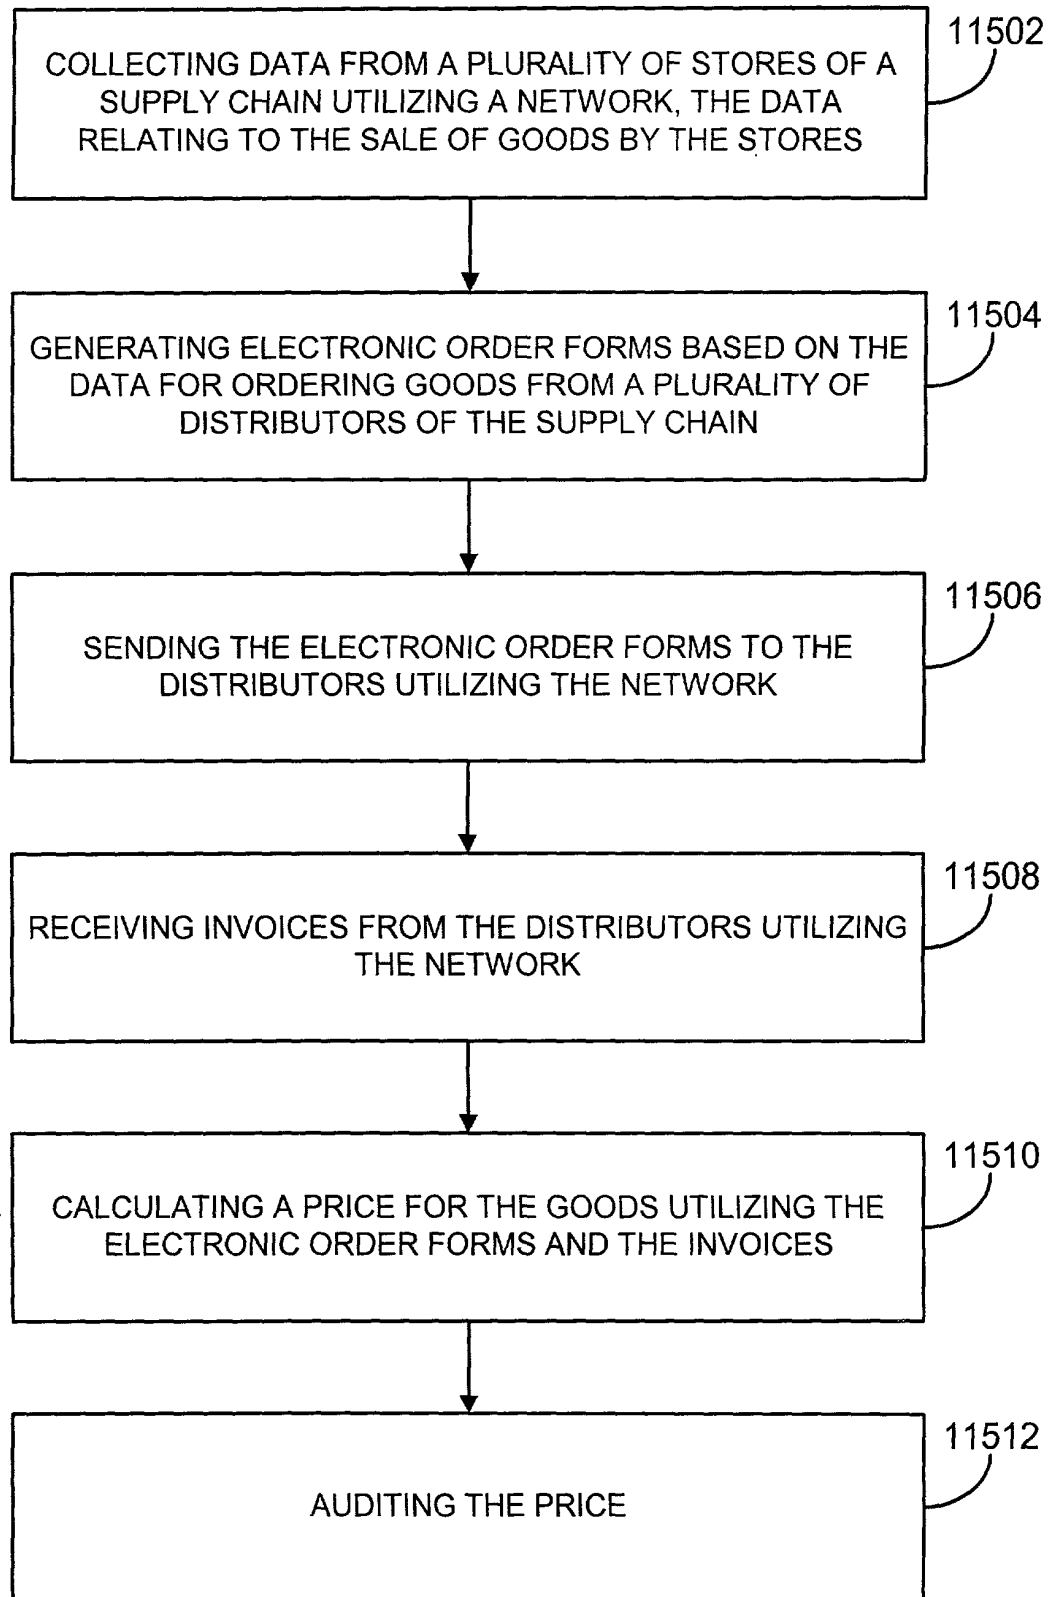 11502
COLLECTING DATA FROM A PLURALITY OF STORES OF A
SUPPLY CHAIN UTILIZING A NETWORK, THE DATA
RELATING TO THE SALE OF GOODS BY THE STORES
11504
GENERATING ELECTRONIC ORDER FORMS BASED ON THE
DATA FOR ORDERING GOODS FROM A PLURALITY OF
DISTRIBUTORS OF THE SUPPLY CHAIN
11506
SENDING THE ELECTRONIC ORDER FORMS TO THE
DISTRIBUTORS UTILIZING THE NETWORK
11508
RECEIVING INVOICES FROM THE DISTRIBUTORS UTILIZING
THE NETWORK
11510
CALCULATING A PRICE FOR THE GOODS UTILIZING THE
ELECTRONIC ORDER FORMS AND THE INVOICES
11512
AUDITING THE PRICE